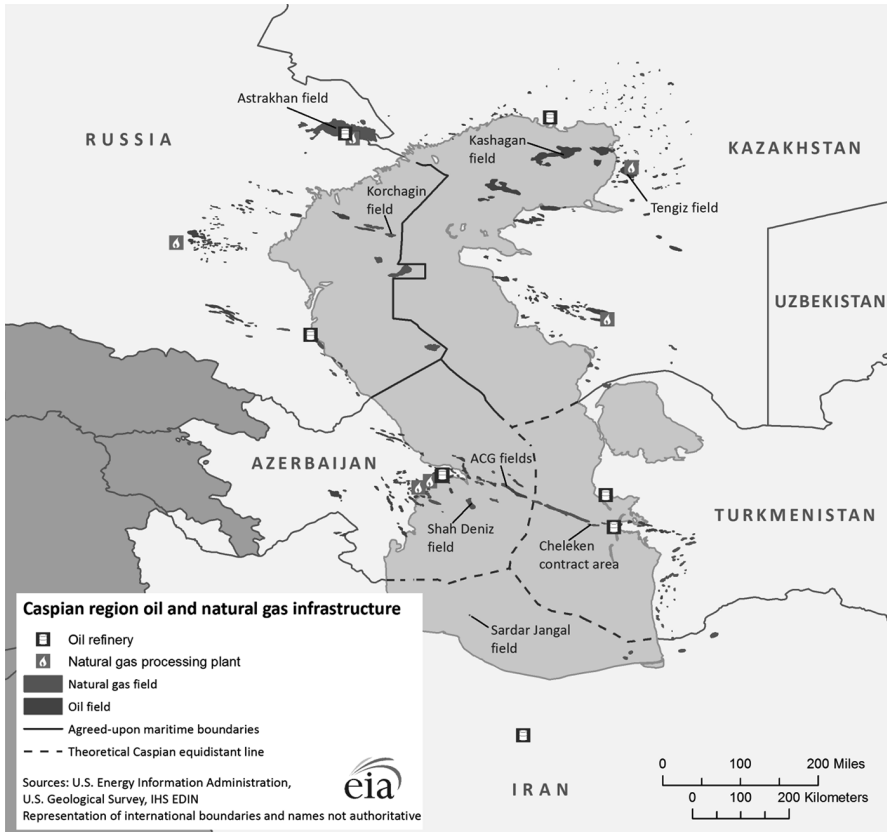 Astrakhan field
RUSSIA
Kashagan
field
KAZAKHSTAN
Korchagin
field
Tengiz field
UZBEKISTAN
AZERBAIJAN
ACG fields
TURKMENISTAN
Shah Deniz
field
Cheleken
contract area
Sardar Jangal
field
IRAN
Caspian region oil and natural gas infrastructure
Oil refinery
Natural gas processing plant
Natural gas field
Oil field
Agreed-upon maritime boundaries
Theoretical Caspian equidistant line
Sources: U.S. Energy Information Administration,
U.S. Geological Survey, IHS EDIN
Representation of international boundaries and names not authoritative
eia
0 100 200 Miles
0 100 200 Kilometers